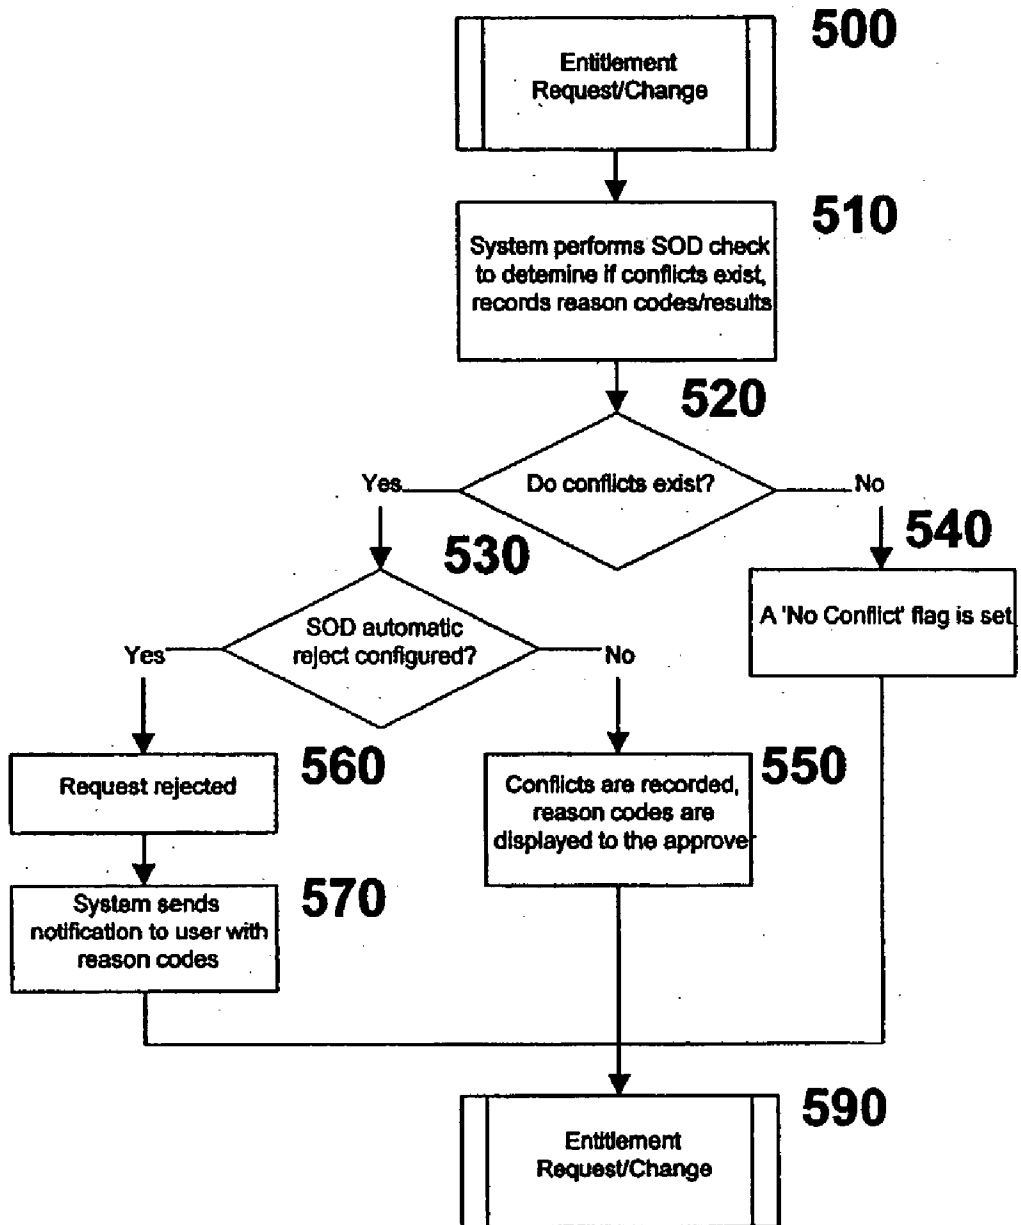 500
Entitlement
Request/Change
510
System performs SOD check
to detemine if conflicts exist,
records reason codes/results
520
Do conflicts exist?
Yes
No
530
540
SOD automatic
reject configured?
A 'No Conflict' flag is set
Yes
No
560
Request rejected
550
Conflicts are recorded,
reason codes are
displayed to the approver
570
System sends
notification to user with
reason codes
590
Entitlement
Request/Change